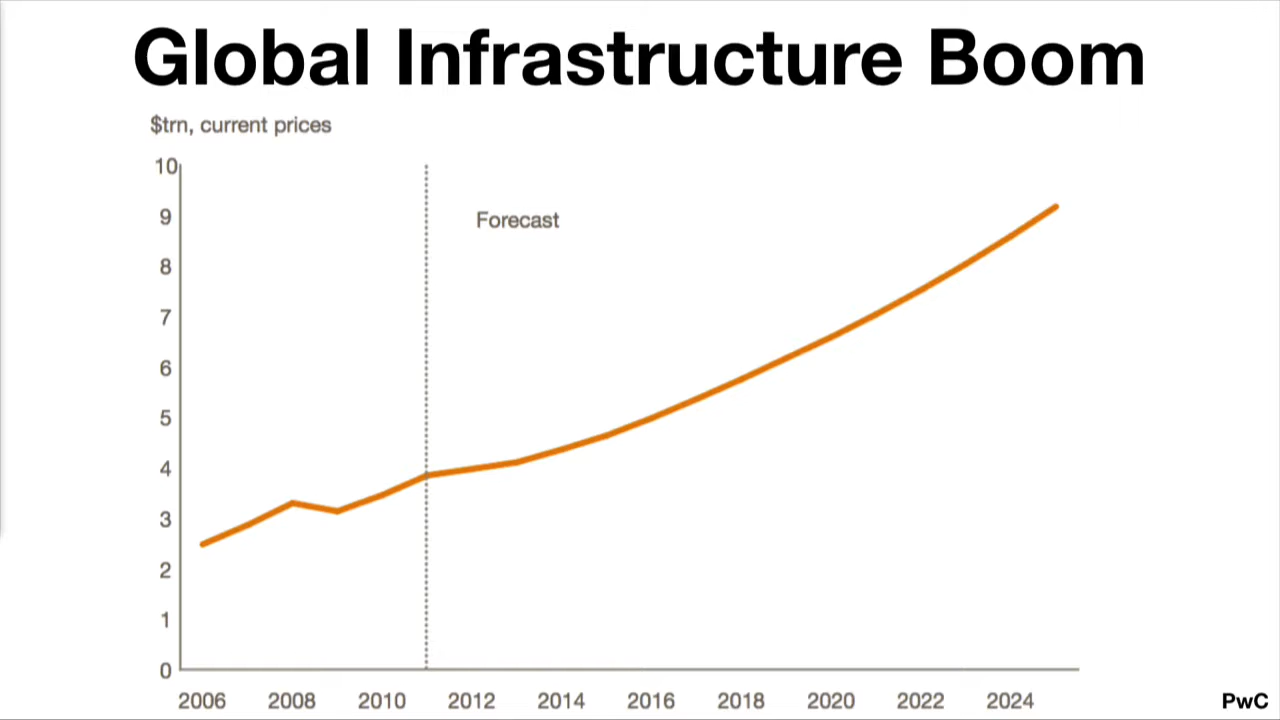 Global Infrastructure Boom
$trn, current prices
10
9
Forecast
8
7
6
5
4
3
2
1
0
2006 2008 2010 2012 2014 2016 2018 2020 2022 2024
PwC